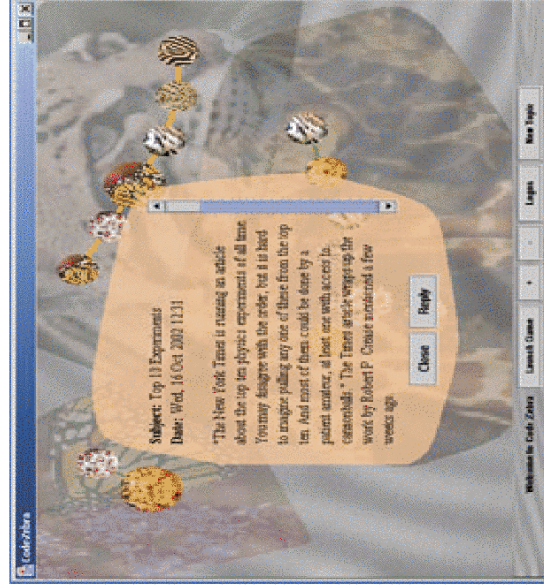 CodeZebra
Subject: Top 10 Experiments
Date: Wed, 16 Oct 2002 12:31
"The New York Times is running an article
about the top ten physics experiments of all time.
You may disagree with the order, but it is hard
to imagine pulling any one of these from the top
ten. And most of them could be done by a
patient amateur, at least one with access to
cannonballs." The Times article wraps up the
work by Robert P. Crease mentioned a few
weeks ago.
Close
Reply
Welcome to Code Zebra
Launch Game
+
-
Logos
New Topic